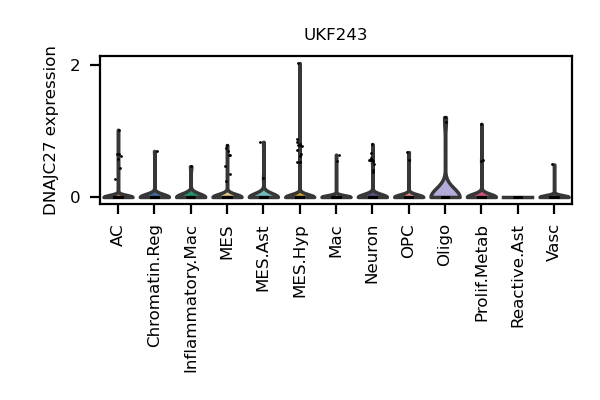 UKF243
DNAJC27 expression
2
0
AC
Chromatin.Reg
Inflammatory.Mac
MES
MES.Ast
MES.Hyp
Mac
Neuron
OPC
Oligo
Prolif.Metab
Reactive.Ast
Vasc